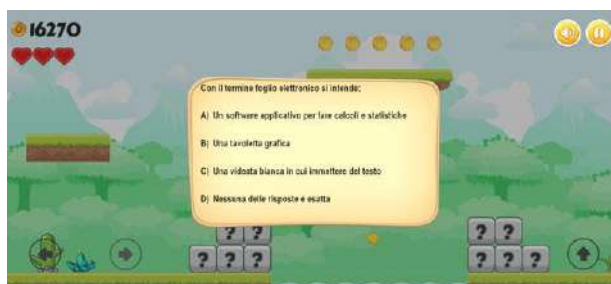 16270
Con il termine foglio elettronico si intende:
A) Un software applicativo per fare calcoli e statistiche
B) Una tavoletta grafica
C) Una videata bianca in cui immettere del testo
D) Nessuna delle risposte è esatta
? ? ? ?
? ? ? ? ? ?